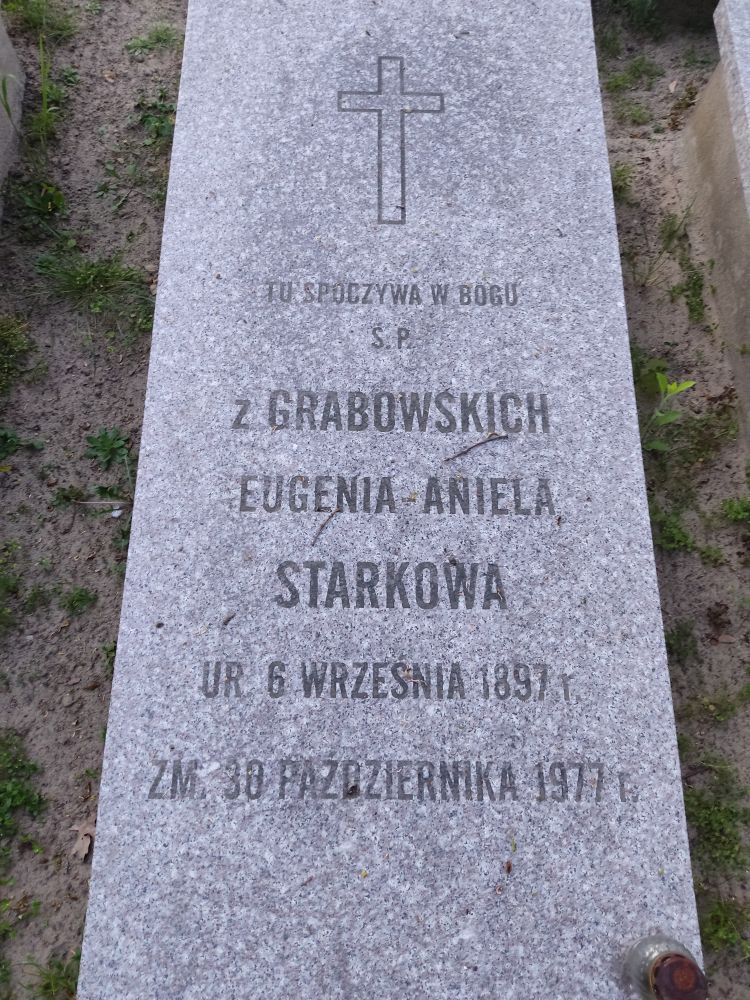 TU SPOCZYWA W BOGU
Ś. P.
z GRABOWSKICH
EUGENIA - ANIELA
STARKOWA
UR. 6 WRZEŚNIA 1897 r.
ZM. 30 PAŹDZIERNIKA 1977 r.